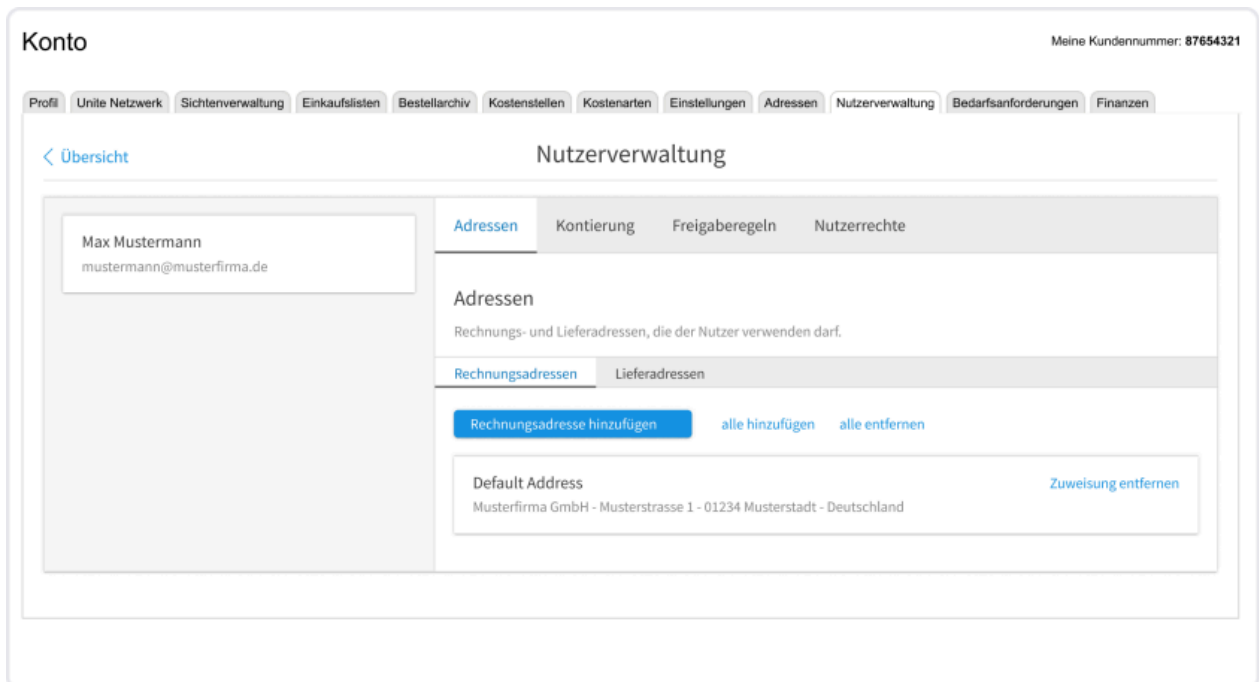 Konto
Meine Kundennummer: 87654321
Profil Unite Netzwerk Sichtenverwaltung Einkaufslisten Bestellarchiv Kostenstellen Kostenarten Einstellungen Adressen Nutzerverwaltung Bedarfsanforderungen Finanzen
Übersicht
Nutzerverwaltung
Max Mustermann
mustermann@musterfirma.de
Adressen Kontierung Freigaberegeln Nutzerrechte
Adressen
Rechnungs- und Lieferadressen, die der Nutzer verwenden darf.
Rechnungsadressen Lieferadressen
Rechnungsadresse hinzufügen alle hinzufügen alle entfernen
Default Address Zuweisung entfernen
Musterfirma GmbH - Musterstrasse 1 - 01234 Musterstadt - Deutschland